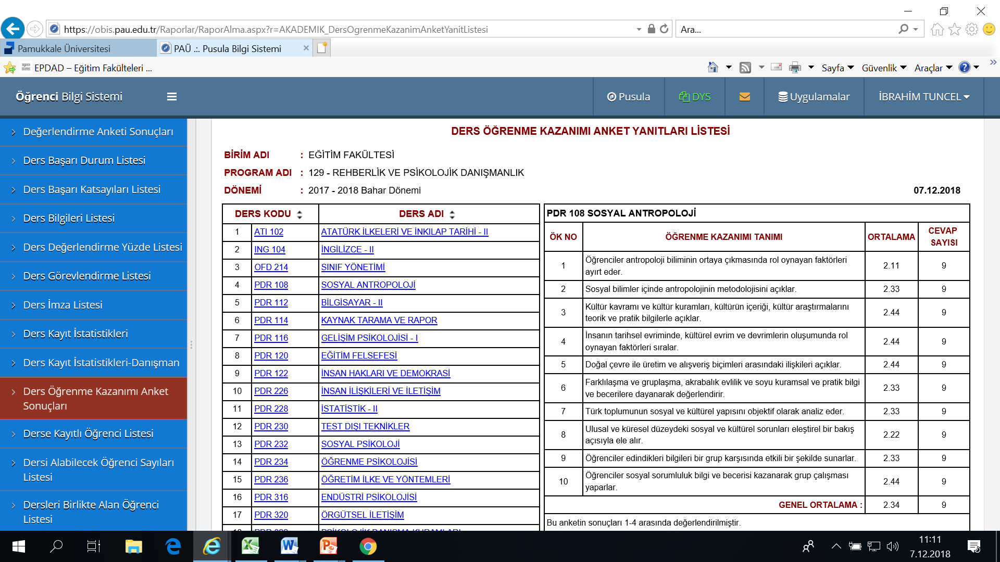 https://obis.pau.edu.tr/Raporlar/RaporAlma.aspx?r=AKADEMIK_DersOgrenmeKazanimAnketYanitListesi
Ara...
Pamukkale Üniversitesi
PAÜ .:. Pusula Bilgi Sistemi
EPDAD – Eğitim Fakülteleri ...
Sayfa
Güvenlik
Araçlar
Öğrenci Bilgi Sistemi
Pusula
DYS
Uygulamalar
İBRAHİM TUNCEL
Değerlendirme Anketi Sonuçları
Ders Başarı Durum Listesi
Ders Başarı Katsayıları Listesi
Ders Bilgileri Listesi
Ders Değerlendirme Yüzde Listesi
Ders Görevlendirme Listesi
Ders İmza Listesi
Ders Kayıt İstatistikleri
Ders Kayıt İstatistikleri-Danışman
Ders Öğrenme Kazanımı Anket
Sonuçları
Derse Kayıtlı Öğrenci Listesi
Dersi Alabilecek Öğrenci Sayıları
Listesi
Dersleri Birlikte Alan Öğrenci
Listesi
DERS ÖĞRENME KAZANIMI ANKET YANITLARI LİSTESİ
BİRİM ADI : EĞİTİM FAKÜLTESİ
PROGRAM ADI : 129 - REHBERLİK VE PSİKOLOJİK DANIŞMANLIK
DÖNEMİ : 2017 - 2018 Bahar Dönemi 07.12.2018
DERS KODU DERS ADI
1 ATI 102 ATATÜRK İLKELERİ VE İNKILAP TARİHİ - II
2 ING 104 İNGİLİZCE - II
3 OFD 214 SINIF YÖNETİMİ
4 PDR 108 SOSYAL ANTROPOLOJİ
5 PDR 112 BİLGİSAYAR - II
6 PDR 114 KAYNAK TARAMA VE RAPOR
7 PDR 116 GELİŞİM PSİKOLOJİSİ - I
8 PDR 120 EĞİTİM FELSEFESİ
9 PDR 122 İNSAN HAKLARI VE DEMOKRASİ
10 PDR 226 İNSAN İLİŞKİLERİ VE İLETİŞİM
11 PDR 228 İSTATİSTİK - II
12 PDR 230 TEST DIŞI TEKNİKLER
13 PDR 232 SOSYAL PSİKOLOJİ
14 PDR 234 ÖĞRENME PSİKOLOJİSİ
15 PDR 236 ÖĞRETİM İLKE VE YÖNTEMLERİ
16 PDR 316 ENDÜSTRİ PSİKOLOJİSİ
17 PDR 320 ÖRGÜTSEL İLETİŞİM
PDR 108 SOSYAL ANTROPOLOJİ
ÖK NO ÖĞRENME KAZANIMI TANIMI ORTALAMA CEVAP
SAYISI
1 Öğrenciler antropoloji biliminin ortaya çıkmasında rol oynayan faktörleri
ayırt eder. 2.11 9
2 Sosyal bilimler içinde antropolojinin metodolojisini açıklar. 2.33 9
3 Kültür kavramı ve kültür kuramları, kültürün içeriği, kültür araştırmalarını
teorik ve pratik bilgilerle açıklar. 2.44 9
4 İnsanın tarihsel evriminde, kültürel evrim ve devrimlerin oluşumunda rol
oynayan faktörleri sıralar. 2.44 9
5 Doğal çevre ile üretim ve alışveriş biçimleri arasındaki ilişkileri açıklar. 2.44 9
6 Farklılaşma ve gruplaşma, akrabalık evlilik ve soyu kuramsal ve pratik bilgi
ve becerilere dayanarak değerlendirir. 2.33 9
7 Türk toplumunun sosyal ve kültürel yapısını objektif olarak analiz eder. 2.33 9
8 Ulusal ve küresel düzeydeki sosyal ve kültürel sorunları eleştirel bir bakış
açısıyla ele alır. 2.22 9
9 Öğrenciler edindikleri bilgileri bir grup karşısında etkili bir şekilde sunarlar. 2.33 9
10 Öğrenciler sosyal sorumluluk bilgi ve becerisi kazanarak grup çalışması
yaparlar. 2.44 9
GENEL ORTALAMA : 2.34 9
Bu anketin sonuçları 1-4 arasında değerlendirilmiştir.
11:11
7.12.2018